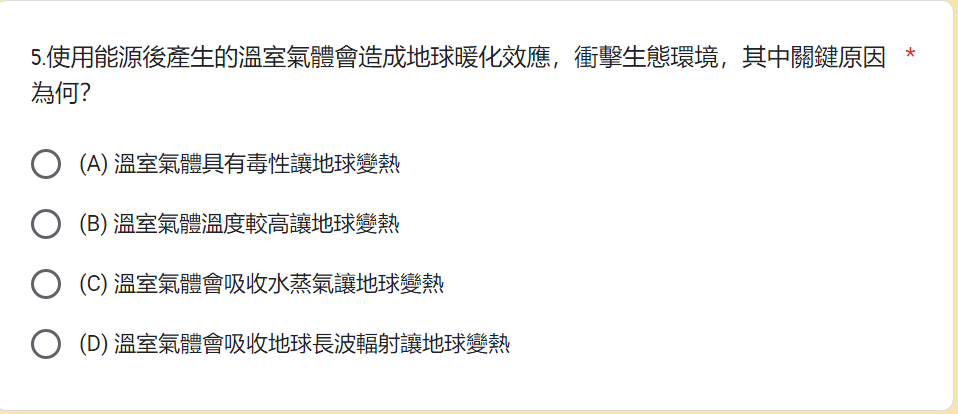 5.使用能源後產生的溫室氣體會造成地球暖化效應，衝擊生態環境，其中關鍵原因 *
為何?
(A) 溫室氣體具有毒性讓地球變熱
(B) 溫室氣體溫度較高讓地球變熱
(C) 溫室氣體會吸收水蒸氣讓地球變熱
(D) 溫室氣體會吸收地球長波輻射讓地球變熱